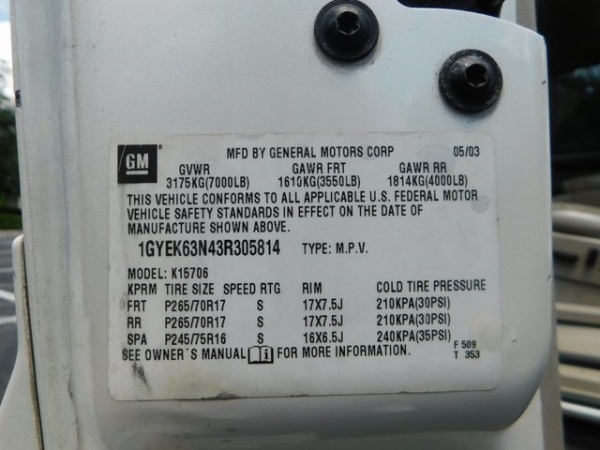 GM
MFD BY GENERAL MOTORS CORP 05/03
GVWR GAWR FRT GAWR RR
3175KG(7000LB) 1610KG(3550LB) 1814KG(4000LB)
THIS VEHICLE CONFORMS TO ALL APPLICABLE U.S. FEDERAL MOTOR
VEHICLE SAFETY STANDARDS IN EFFECT ON THE DATE OF
MANUFACTURE SHOWN ABOVE.
1GYEK63N43R305814 TYPE: M.P.V.
MODEL: K15706
KPRM TIRE SIZE SPEED RTG RIM COLD TIRE PRESSURE
FRT P265/70R17 S 17X7.5J 210KPA(30PSI)
RR P265/70R17 S 17X7.5J 210KPA(30PSI)
SPA P245/75R16 S 16X6.5J 240KPA(35PSI)
SEE OWNER'S MANUAL FOR MORE INFORMATION. F 509
T 353